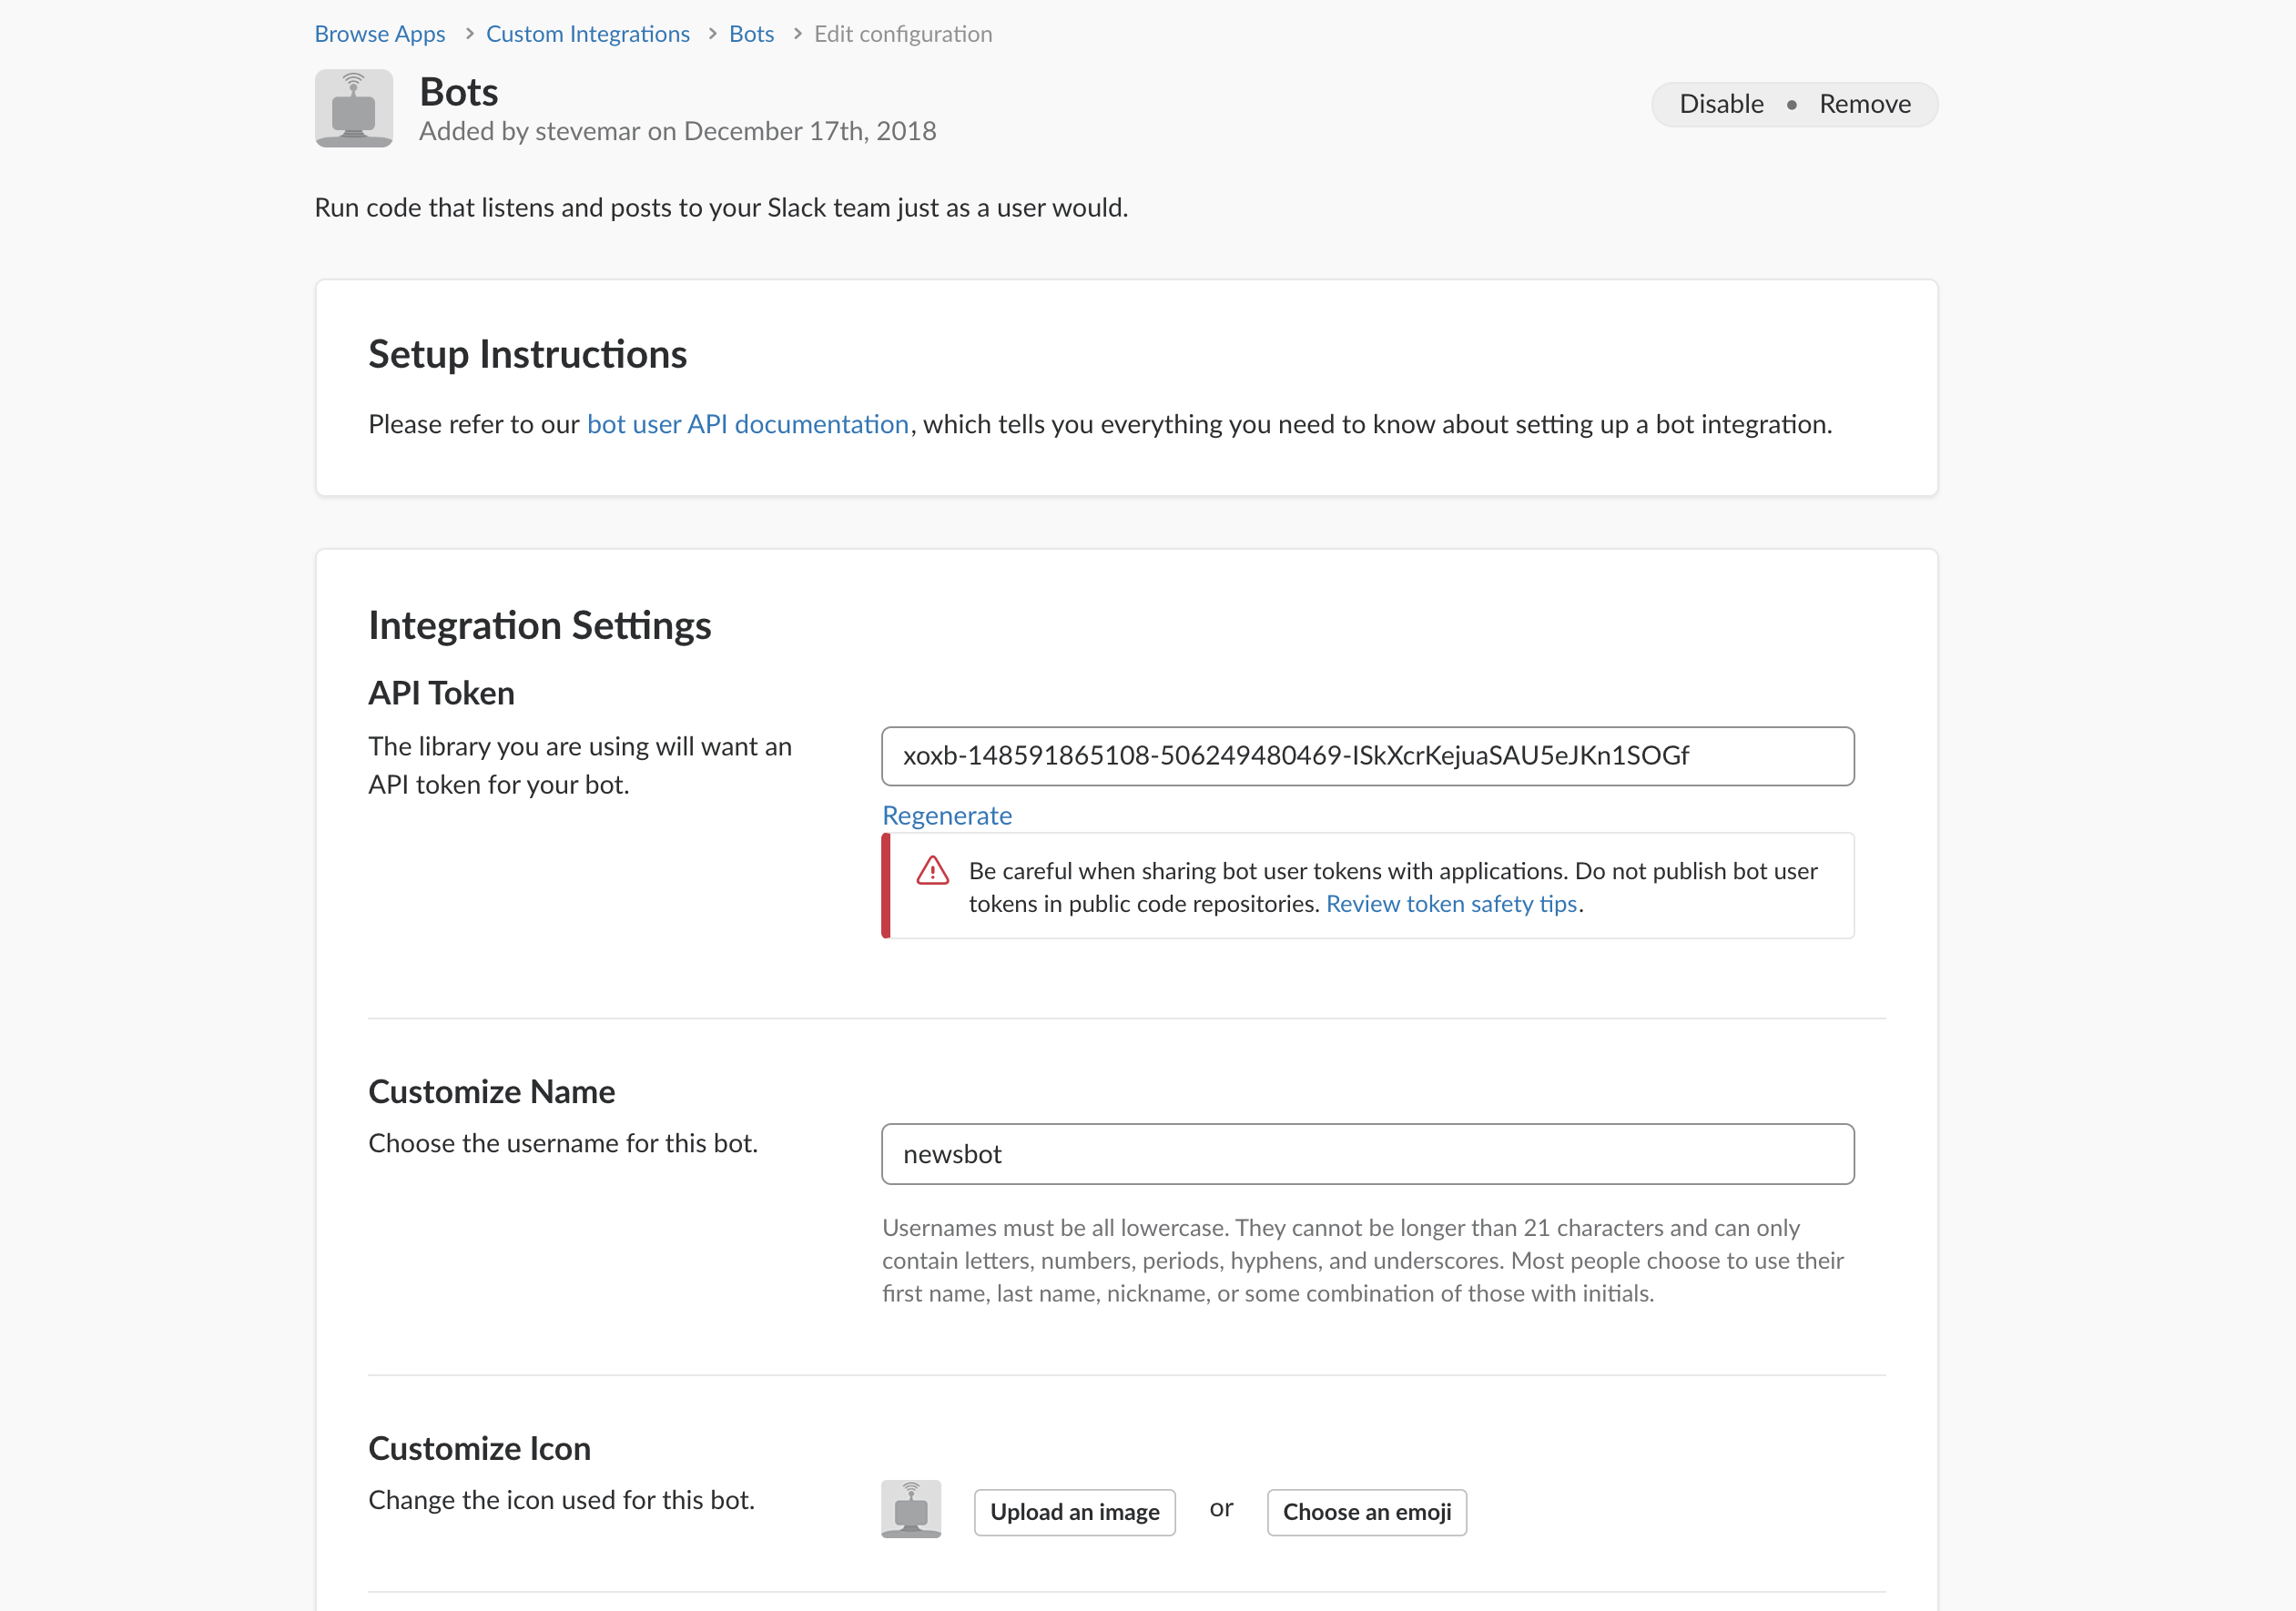 Browse Apps > Custom Integrations > Bots > Edit configuration
Bots
Added by stevemar on December 17th, 2018
Disable • Remove
Run code that listens and posts to your Slack team just as a user would.
Setup Instructions
Please refer to our bot user API documentation, which tells you everything you need to know about setting up a bot integration.
Integration Settings
API Token
The library you are using will want an
API token for your bot.
xoxb-148591865108-506249480469-ISkXcrKejuaSAU5eJKn1SOGf
Regenerate
Be careful when sharing bot user tokens with applications. Do not publish bot user
tokens in public code repositories. Review token safety tips.
Customize Name
Choose the username for this bot.
newsbot
Usernames must be all lowercase. They cannot be longer than 21 characters and can only
contain letters, numbers, periods, hyphens, and underscores. Most people choose to use their
first name, last name, nickname, or some combination of those with initials.
Customize Icon
Change the icon used for this bot.
Upload an image or Choose an emoji